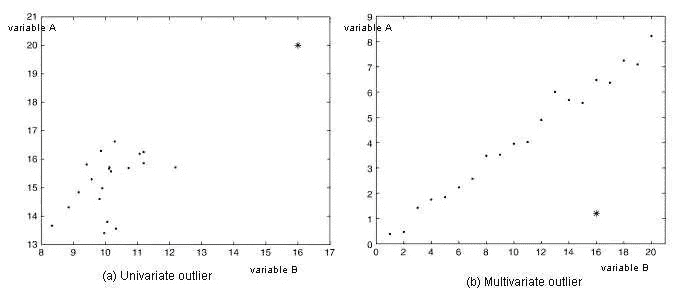 variable A
21
20
19
18
17
16
15
14
13
8 9 10 11 12 13 14 15 16 17
variable B
(a) Univariate outlier
9
variable A
8
7
6
5
4
3
2
1
0
0 2 4 6 8 10 12 14 16 18 20
variable B
(b) Multivariate outlier